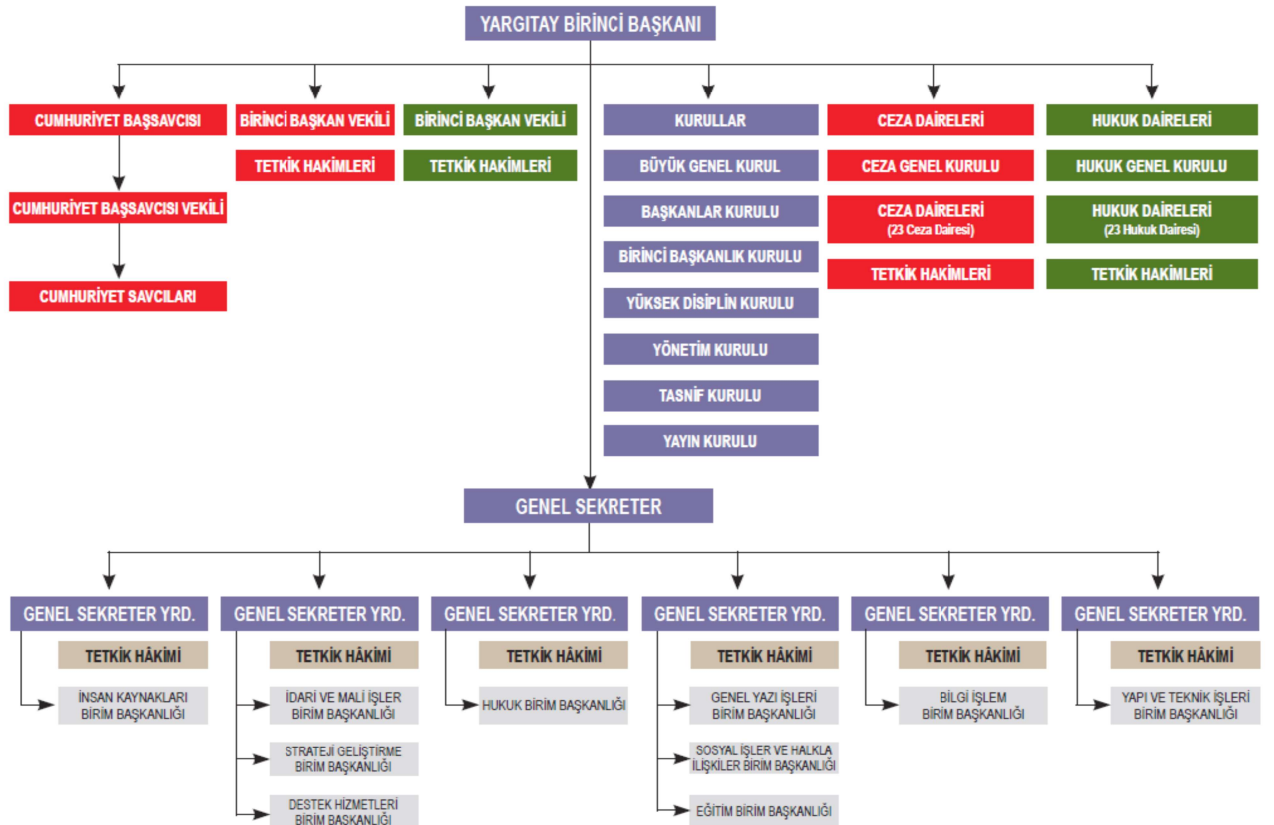 YARGITAY BİRİNCİ BAŞKANI
CUMHURİYET BAŞSAVCISI
CUMHURİYET BAŞSAVCISI VEKİLİ
CUMHURİYET SAVCILARI
BİRİNCİ BAŞKAN VEKİLİ
TETKİK HAKİMLERİ
BİRİNCİ BAŞKAN VEKİLİ
TETKİK HAKİMLERİ
KURULLAR
BÜYÜK GENEL KURUL
BAŞKANLAR KURULU
BİRİNCİ BAŞKANLIK KURULU
YÜKSEK DİSİPLİN KURULU
YÖNETİM KURULU
TASNİF KURULU
YAYIN KURULU
CEZA DAİRELERİ
CEZA GENEL KURULU
CEZA DAİRELERİ
(23 Ceza Dairesi)
TETKİK HAKİMLERİ
HUKUK DAİRELERİ
HUKUK GENEL KURULU
HUKUK DAİRELERİ
(23 Hukuk Dairesi)
TETKİK HAKİMLERİ
GENEL SEKRETER
GENEL SEKRETER YRD.
TETKİK HÂKİMİ
İNSAN KAYNAKLARI
BİRİM BAŞKANLIĞI
GENEL SEKRETER YRD.
TETKİK HÂKİMİ
İDARİ VE MALİ İŞLER
BİRİM BAŞKANLIĞI
STRATEJİ GELİŞTİRME
BİRİM BAŞKANLIĞI
DESTEK HİZMETLERİ
BİRİM BAŞKANLIĞI
GENEL SEKRETER YRD.
TETKİK HÂKİMİ
HUKUK BİRİM BAŞKANLIĞI
GENEL SEKRETER YRD.
TETKİK HÂKİMİ
GENEL YAZI İŞLERİ
BİRİM BAŞKANLIĞI
SOSYAL İŞLER VE HALKLA
İLİŞKİLER BİRİM BAŞKANLIĞI
EĞİTİM BİRİM BAŞKANLIĞI
GENEL SEKRETER YRD.
TETKİK HÂKİMİ
BİLGİ İŞLEM
BİRİM BAŞKANLIĞI
GENEL SEKRETER YRD.
TETKİK HÂKİMİ
YAPI VE TEKNİK İŞLERİ
BİRİM BAŞKANLIĞI